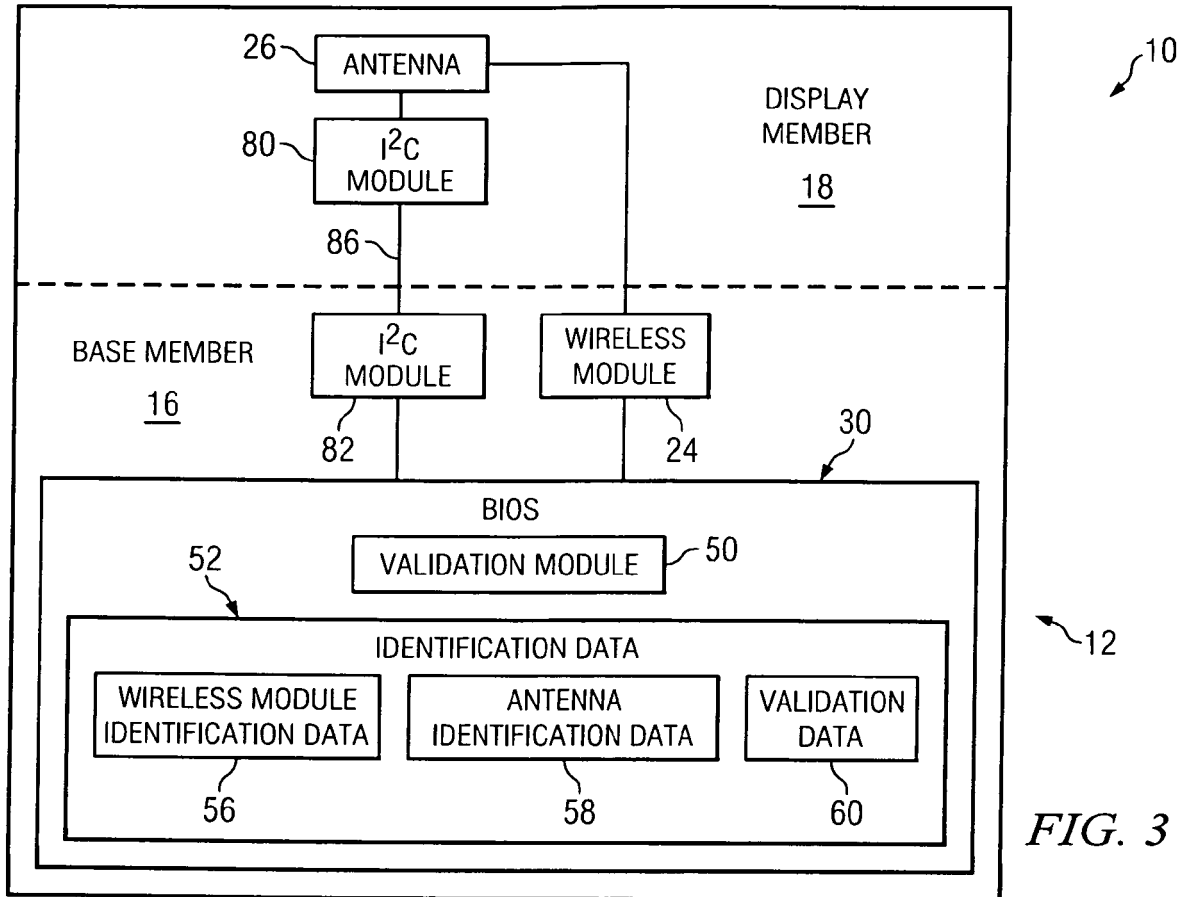 26
ANTENNA
10
DISPLAY
MEMBER
18
80
I²C
MODULE
86
BASE MEMBER
16
I²C
MODULE
82
WIRELESS
MODULE
24
30
BIOS
VALIDATION MODULE
50
52
12
IDENTIFICATION DATA
WIRELESS MODULE
IDENTIFICATION DATA
56
ANTENNA
IDENTIFICATION DATA
58
VALIDATION
DATA
60
FIG. 3